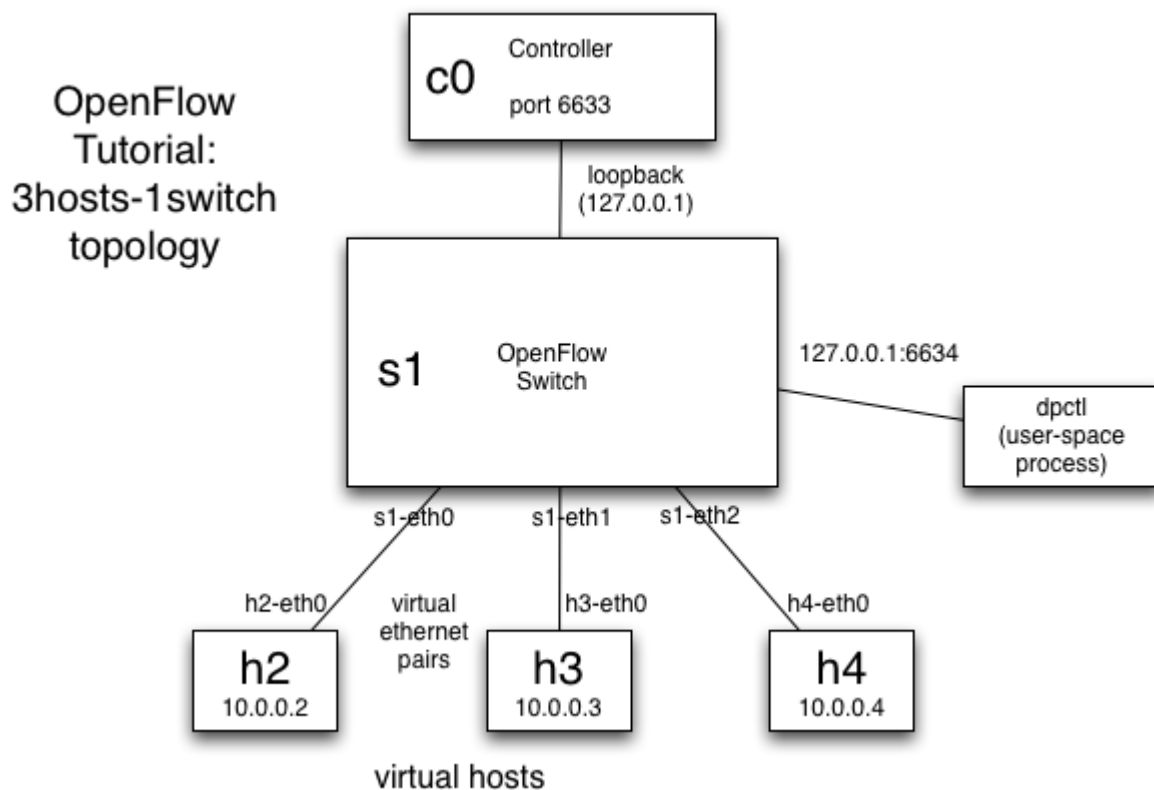 OpenFlow
Tutorial:
3hosts-1switch
topology
c0
Controller
port 6633
loopback
(127.0.0.1)
s1
OpenFlow
Switch
127.0.0.1:6634
dpctl
(user-space
process)
s1-eth0
s1-eth1
s1-eth2
h2-eth0
virtual
ethernet
pairs
h3-eth0
h4-eth0
h2
10.0.0.2
h3
10.0.0.3
h4
10.0.0.4
virtual hosts